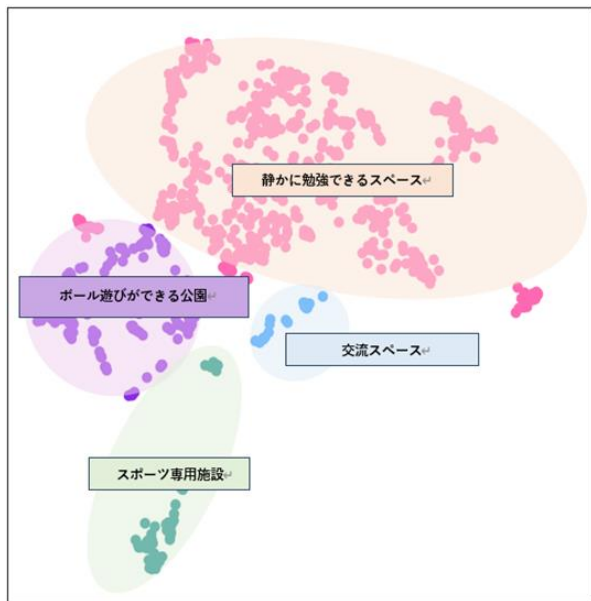 静かに勉強できるスペース↵
ボール遊びができる公園↵
交流スペース↵
スポーツ専用施設↵